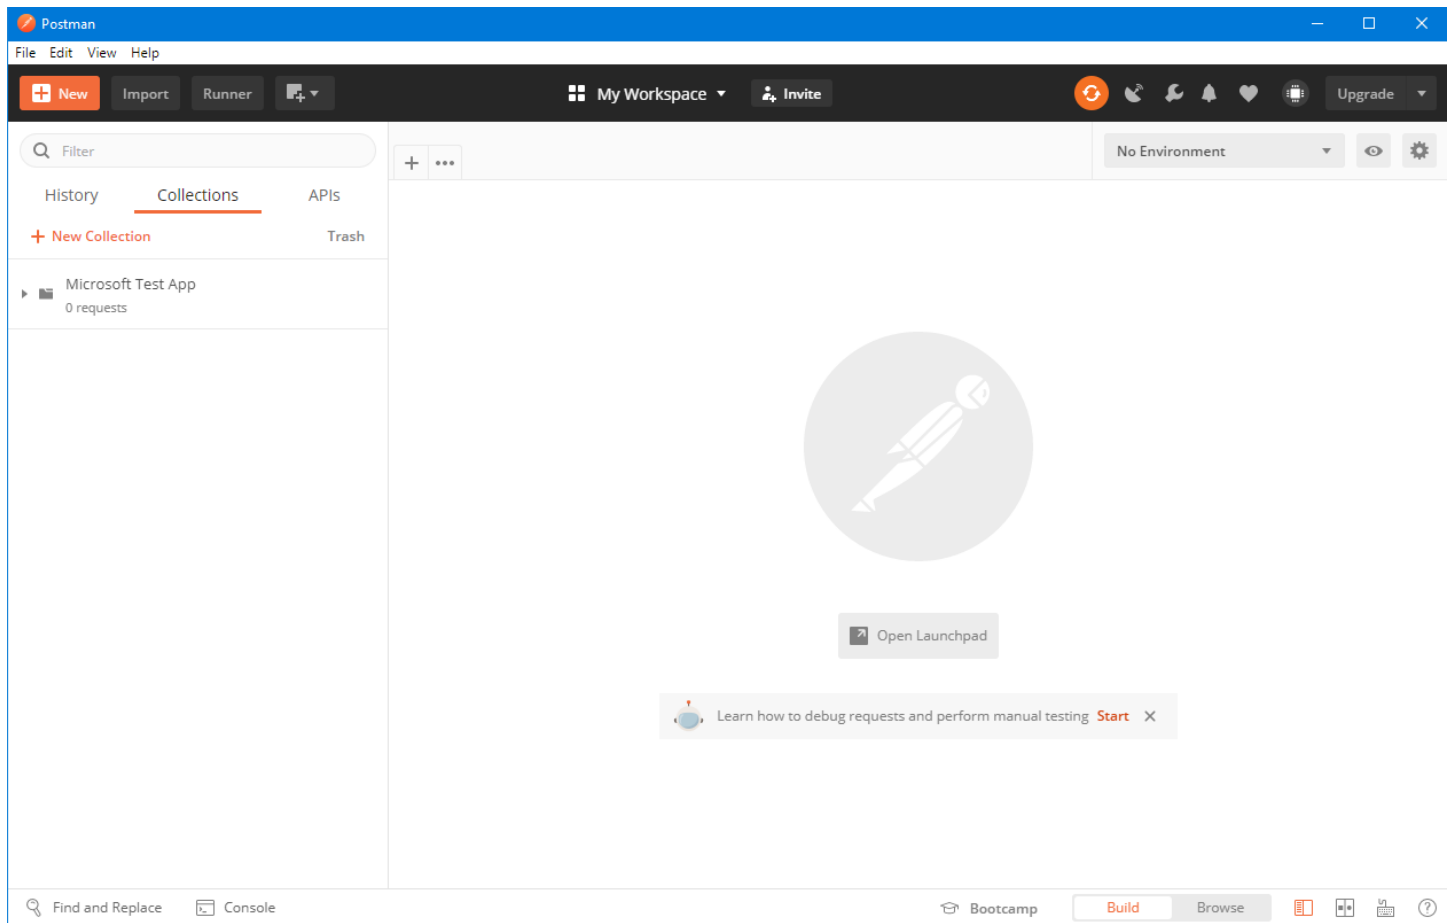 Postman
File Edit View Help
New Import Runner My Workspace Invite Upgrade
Filter
No Environment
History Collections APIs
New Collection Trash
Microsoft Test App
0 requests
Open Launchpad
Learn how to debug requests and perform manual testing Start
Find and Replace Console Bootcamp Build Browse